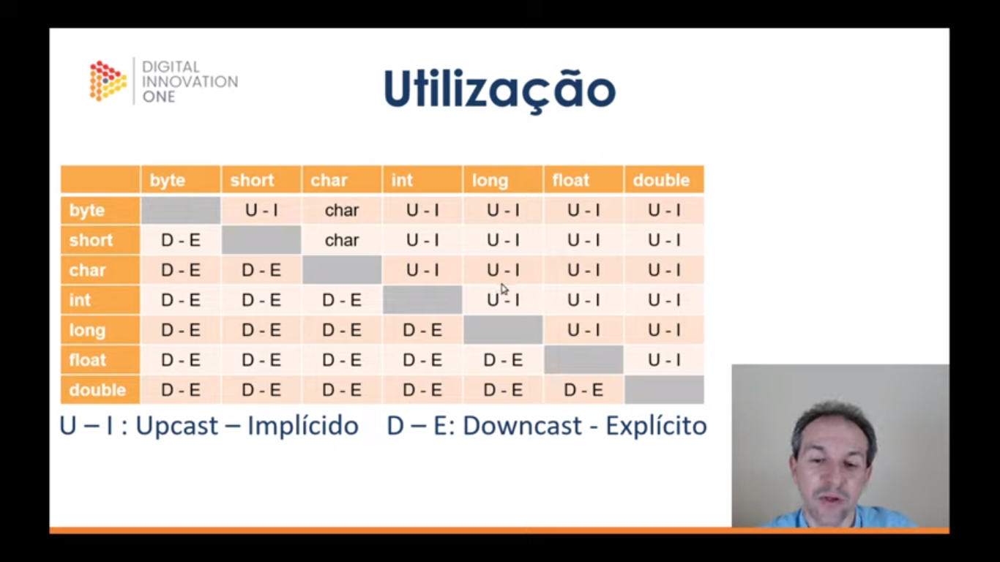 DIGITAL
INNOVATION
ONE
Utilização
byte short char int long float double
byte U - I char U - I U - I U - I U - I
short D - E char U - I U - I U - I U - I
char D - E D - E U - I U - I U - I U - I
int D - E D - E D - E U - I U - I U - I
long D - E D - E D - E D - E U - I U - I
float D - E D - E D - E D - E D - E U - I
double D - E D - E D - E D - E D - E D - E
U – I : Upcast – Implícido D – E: Downcast - Explícito